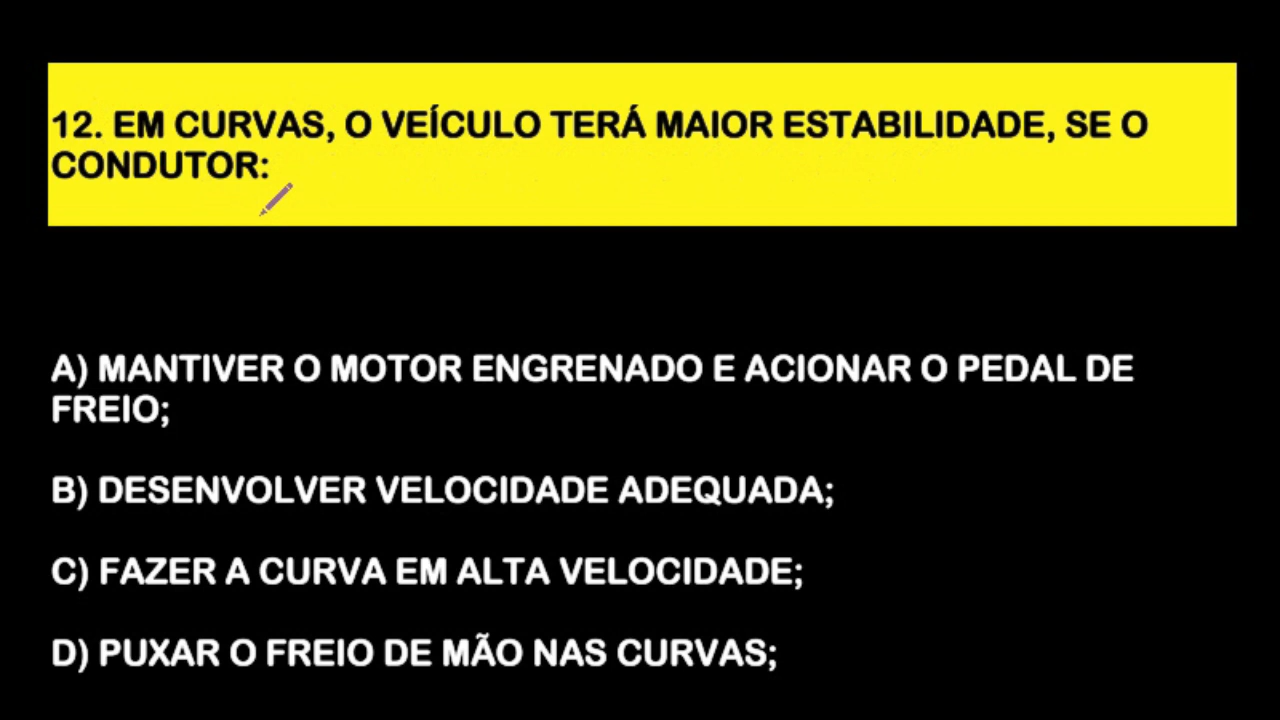 12. EM CURVAS, O VEÍCULO TERÁ MAIOR ESTABILIDADE, SE O
CONDUTOR:
A) MANTIVER O MOTOR ENGRENADO E ACIONAR O PEDAL DE
FREIO;
B) DESENVOLVER VELOCIDADE ADEQUADA;
C) FAZER A CURVA EM ALTA VELOCIDADE;
D) PUXAR O FREIO DE MÃO NAS CURVAS;